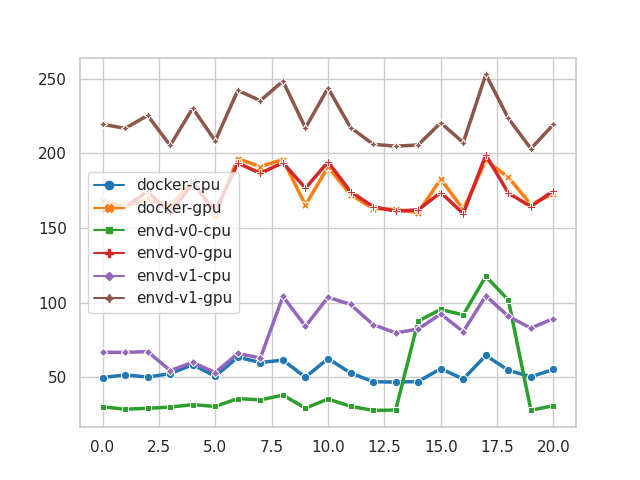 250
200
150
100
50
docker-cpu
docker-gpu
envd-v0-cpu
envd-v0-gpu
envd-v1-cpu
envd-v1-gpu
0.0 2.5 5.0 7.5 10.0 12.5 15.0 17.5 20.0